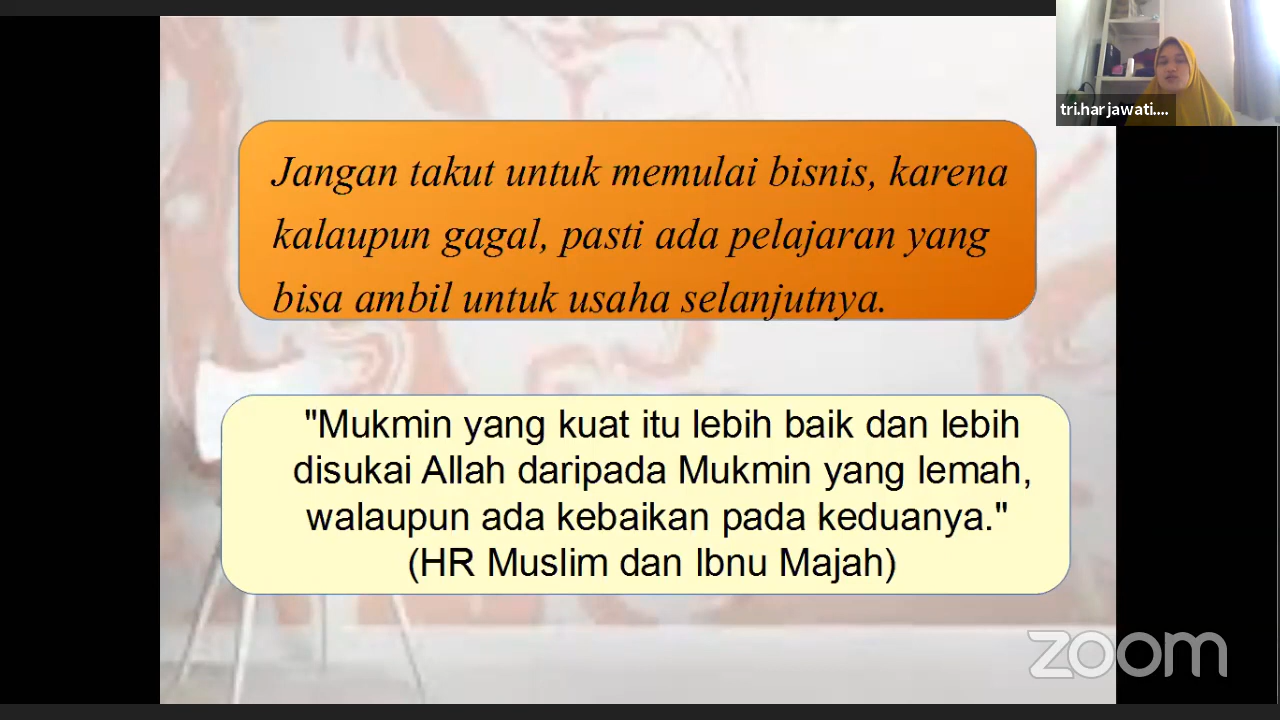 tri.harjawati....
Jangan takut untuk memulai bisnis, karena
kalaupun gagal, pasti ada pelajaran yang
bisa ambil untuk usaha selanjutnya.
"Mukmin yang kuat itu lebih baik dan lebih
disukai Allah daripada Mukmin yang lemah,
walaupun ada kebaikan pada keduanya."
(HR Muslim dan Ibnu Majah)
zoom